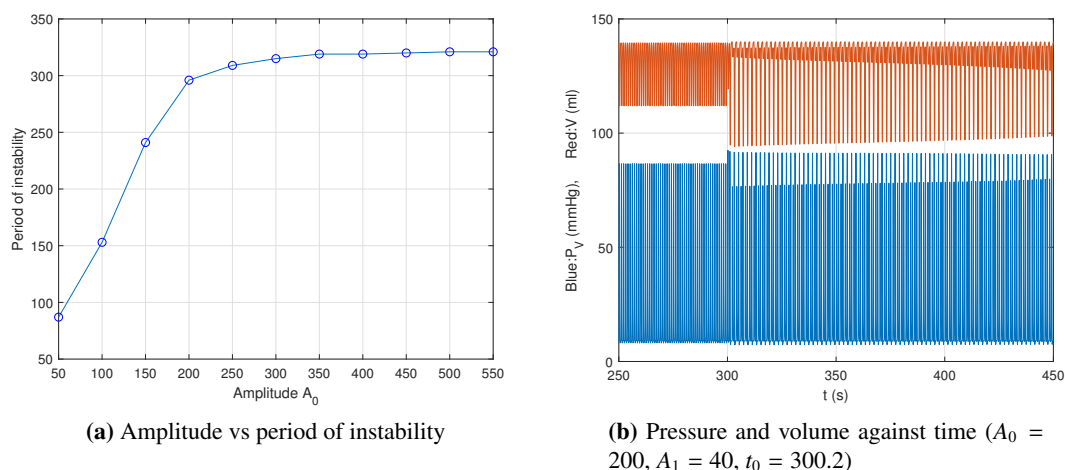 350
300
250
200
150
100
50
Period of instability
50 100 150 200 250 300 350 400 450 500 550
Amplitude A₀
(a) Amplitude vs period of instability
150
100
50
0
Blue:P_V (mmHg), Red:V (ml)
250 300 350 400 450
t (s)
(b) Pressure and volume against time (A₀ =
200, A₁ = 40, t₀ = 300.2)